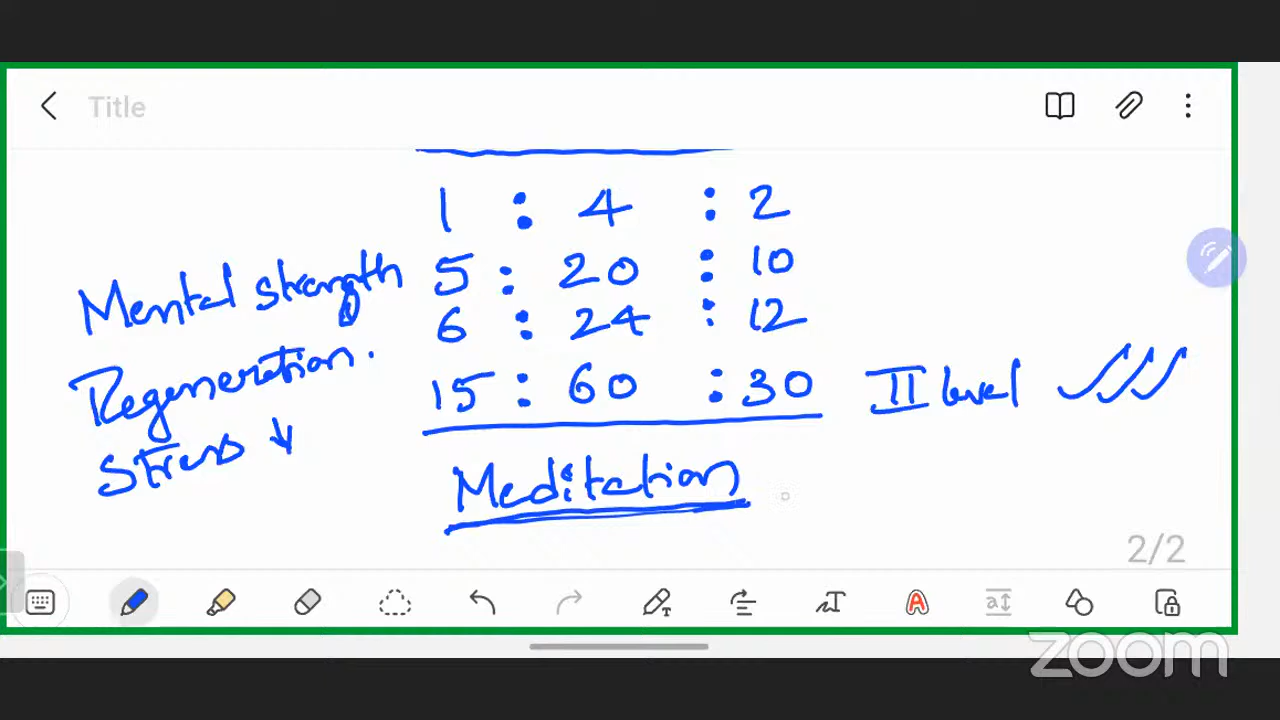 Title
1 : 4 : 2
5 : 20 : 10
6 : 24 : 12
15 : 60 : 30 II level
Mental strength
Regeneration.
Stress ↓
Meditation
2/2
zoom